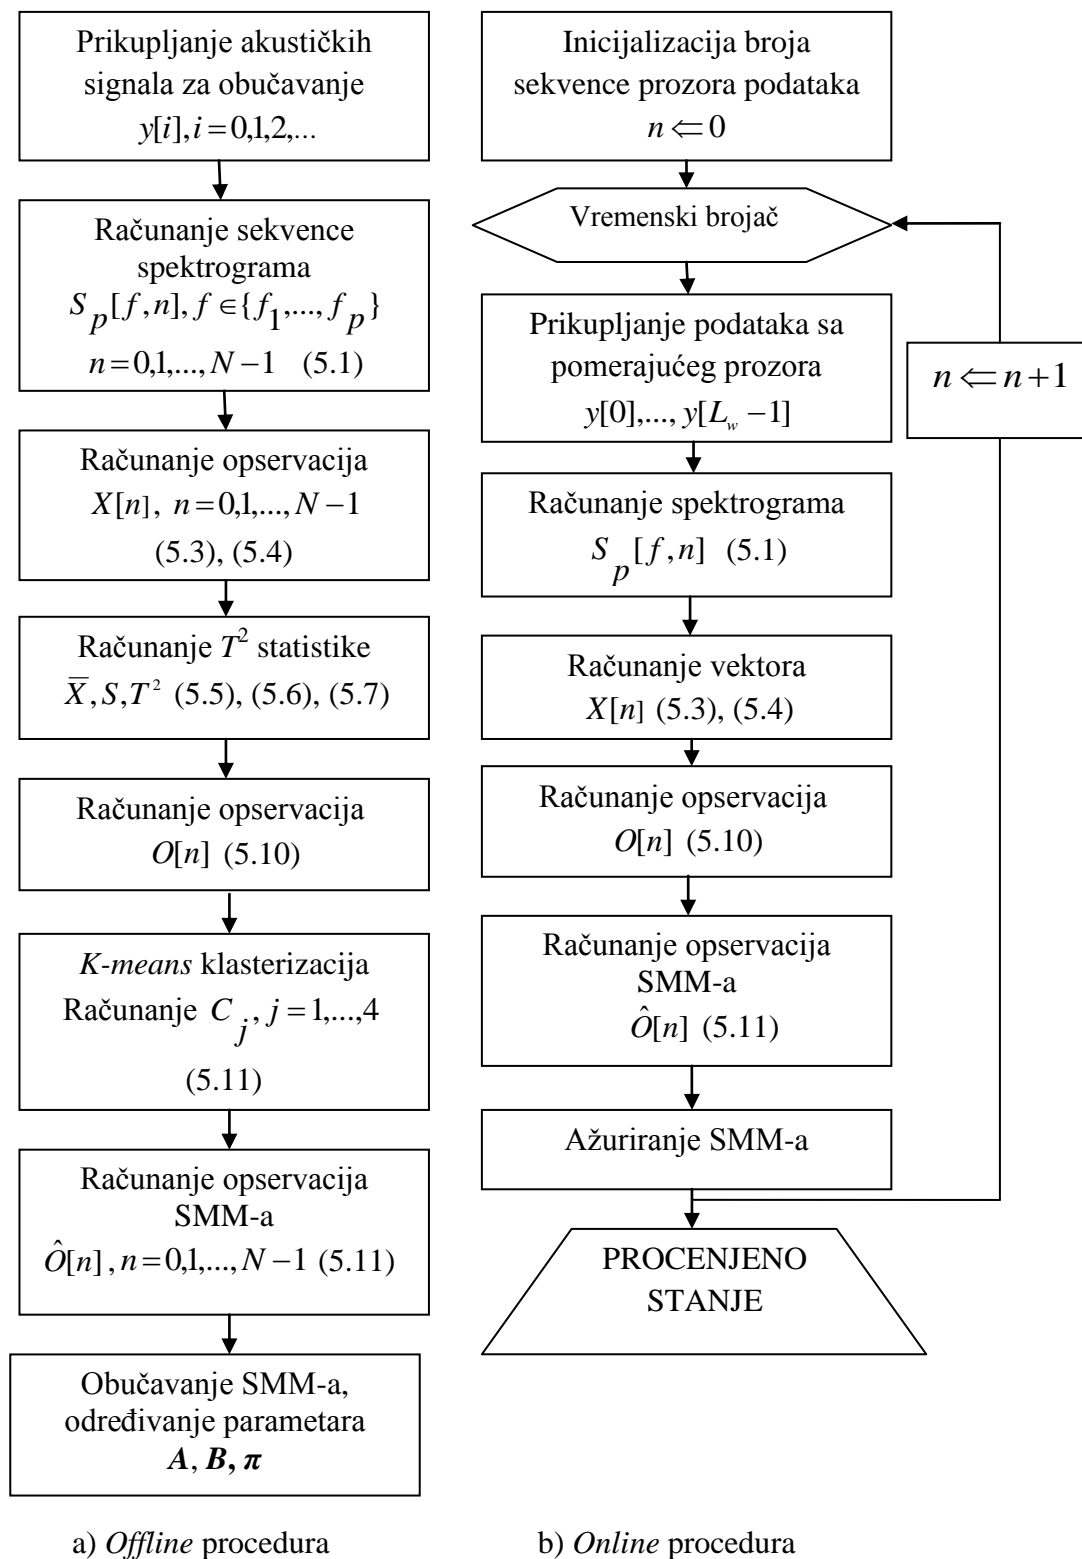 Prikupljanje akustičkih
signala za obučavanje
y[i], i = 0,1,2,...
Računanje sekvence
spektrograma
S_p[f,n], f ∈ {f_1,..., f_p}
n = 0,1,..., N −1 (5.1)
Računanje opservacija
X[n], n = 0,1,..., N −1
(5.3), (5.4)
Računanje T² statistike
X̅, S, T² (5.5), (5.6), (5.7)
Računanje opservacija
O[n] (5.10)
K-means klasterizacija
Računanje C_j, j = 1,...,4
(5.11)
Računanje opservacija
SMM-a
Ô[n], n = 0,1,..., N −1 (5.11)
Obučavanje SMM-a,
određivanje parametara
A, B, π
a) Offline procedura
Inicijalizacija broja
sekvence prozora podataka
n ⇐ 0
Vremenski brojač
Prikupljanje podataka sa
pomerajućeg prozora
y[0],..., y[L_w −1]
n ⇐ n +1
Računanje spektrograma
S_p[f,n] (5.1)
Računanje vektora
X[n] (5.3), (5.4)
Računanje opservacija
O[n] (5.10)
Računanje opservacija
SMM-a
Ô[n] (5.11)
Ažuriranje SMM-a
PROCENJENO
STANJE
b) Online procedura